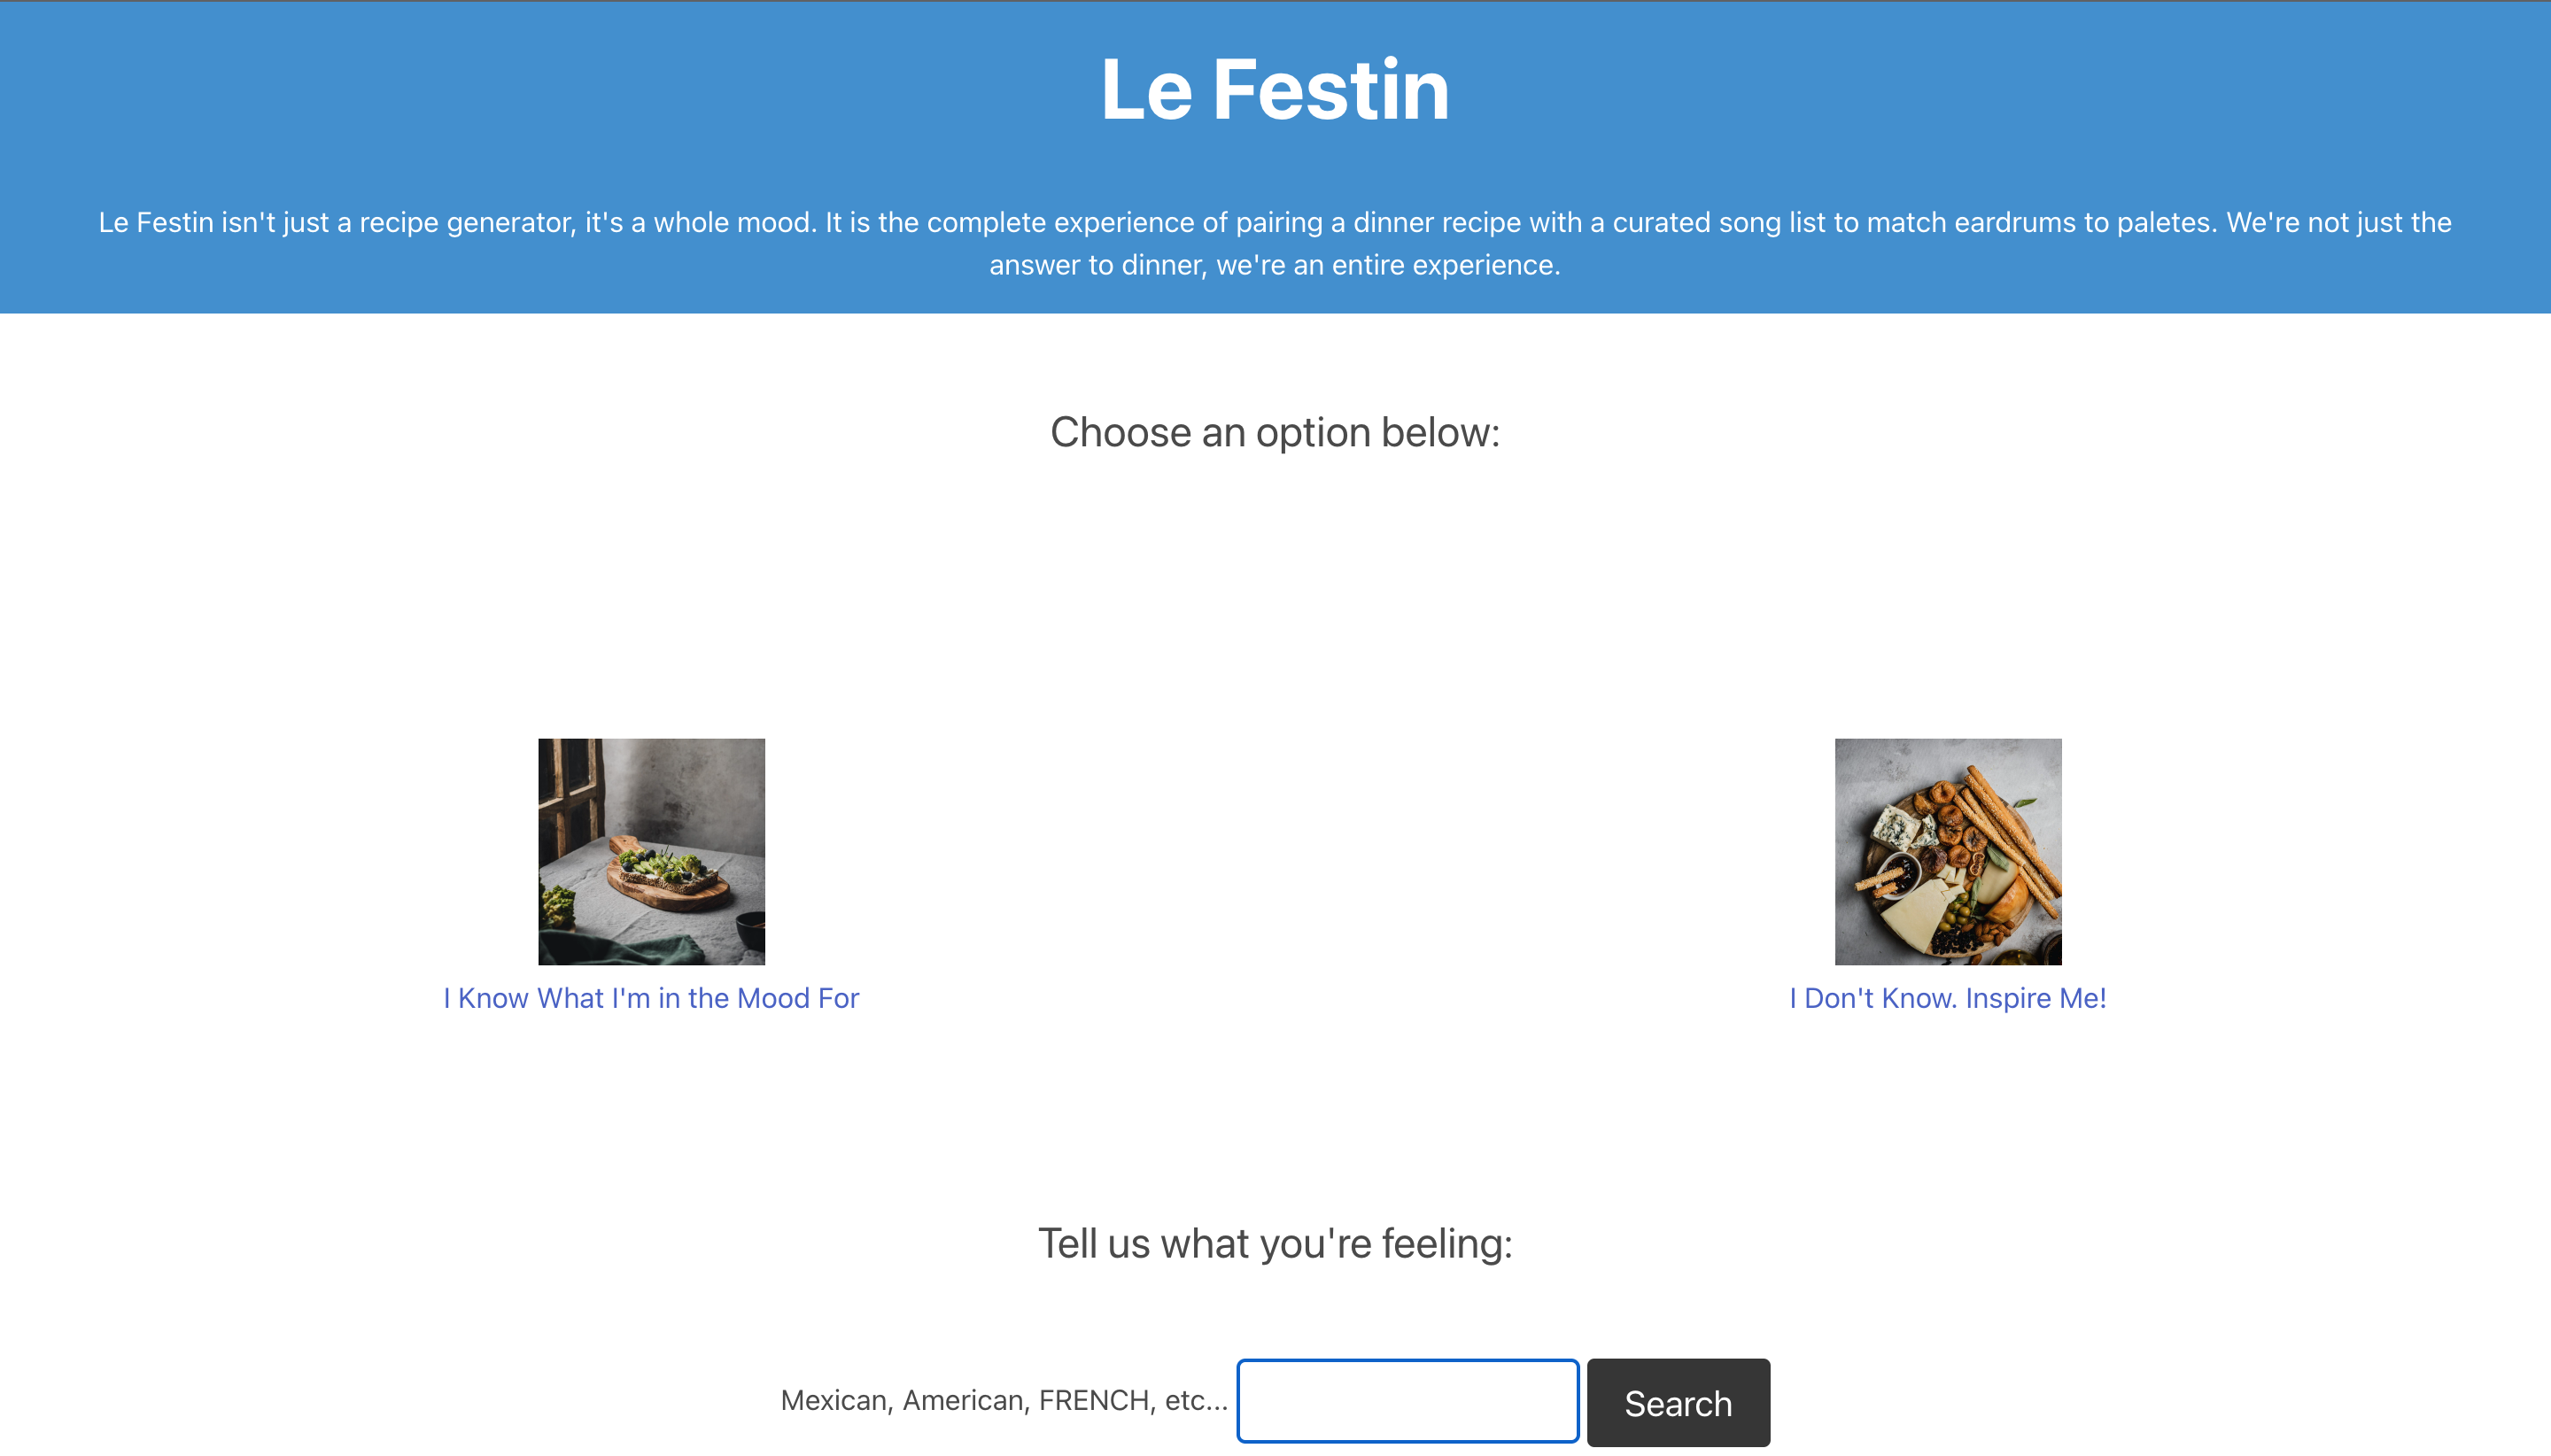 Le Festin
Le Festin isn't just a recipe generator, it's a whole mood. It is the complete experience of pairing a dinner recipe with a curated song list to match eardrums to paletes. We're not just the
answer to dinner, we're an entire experience.
Choose an option below:
I Know What I'm in the Mood For
I Don't Know. Inspire Me!
Tell us what you're feeling:
Mexican, American, FRENCH, etc... Search